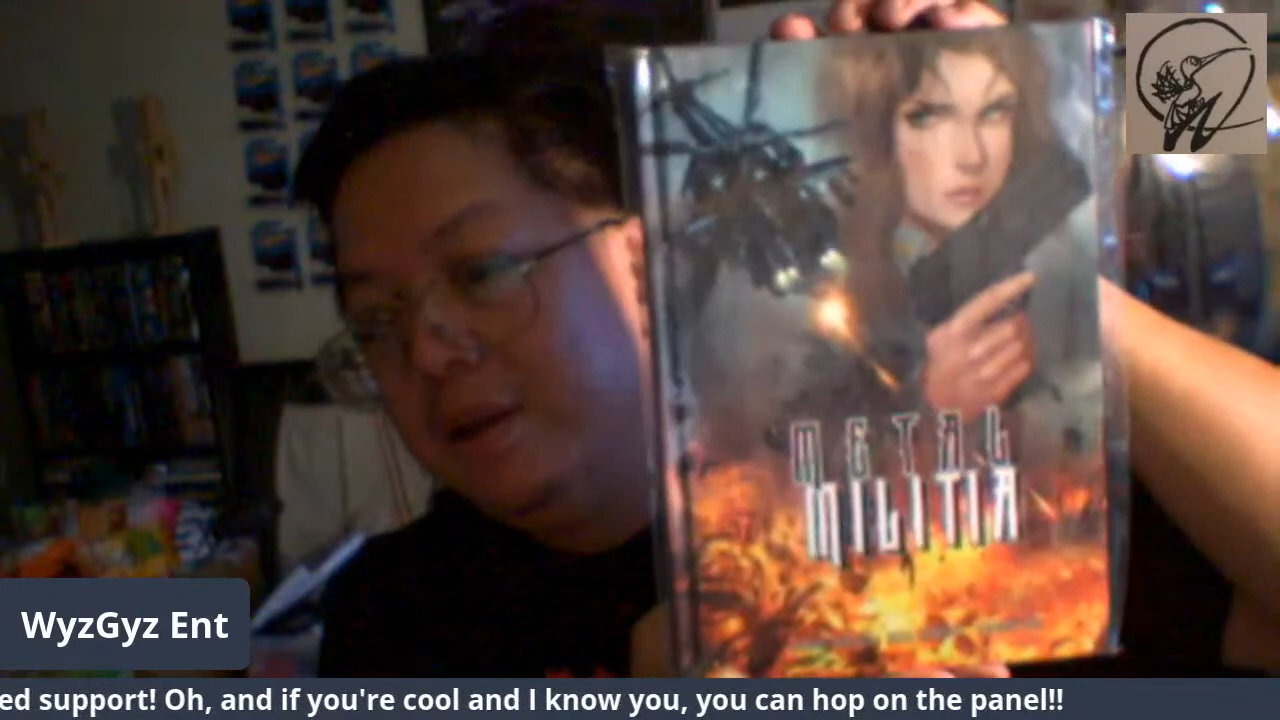 METAL
MILITIA
WyzGyz Ent
ed support! Oh, and if you're cool and I know you, you can hop on the panel!!